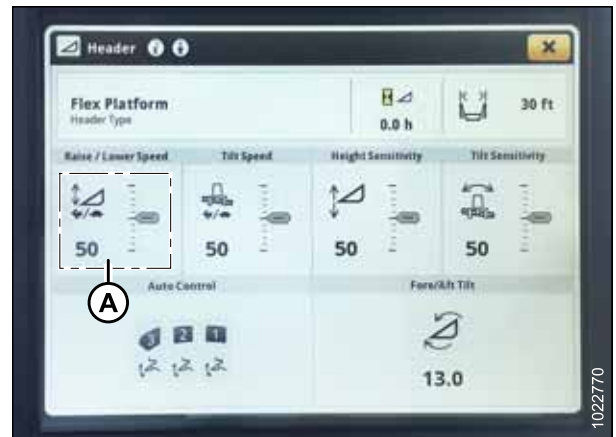 Header
Flex Platform
Header Type
0.0 h
30 ft
Raise / Lower Speed
Tilt Speed
Height Sensitivity
Tilt Sensitivity
50
50
50
50
A
Auto Control
Fore/Aft Tilt
3 2 1
13.0
1022770